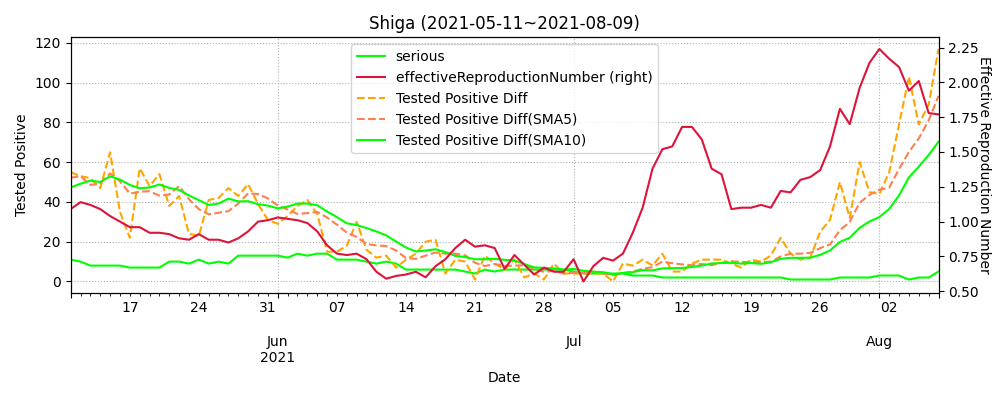 Shiga (2021-05-11~2021-08-09)
serious
effectiveReproductionNumber (right)
Tested Positive Diff
Tested Positive Diff(SMA5)
Tested Positive Diff(SMA10)
Tested Positive
120
100
80
60
40
20
0
2.25
2.00
1.75
1.50
1.25
1.00
0.75
0.50
Effective Reproduction Number
17 24 31 07 14 21 28 05 12 19 26 02
Jun Jul Aug
2021
Date